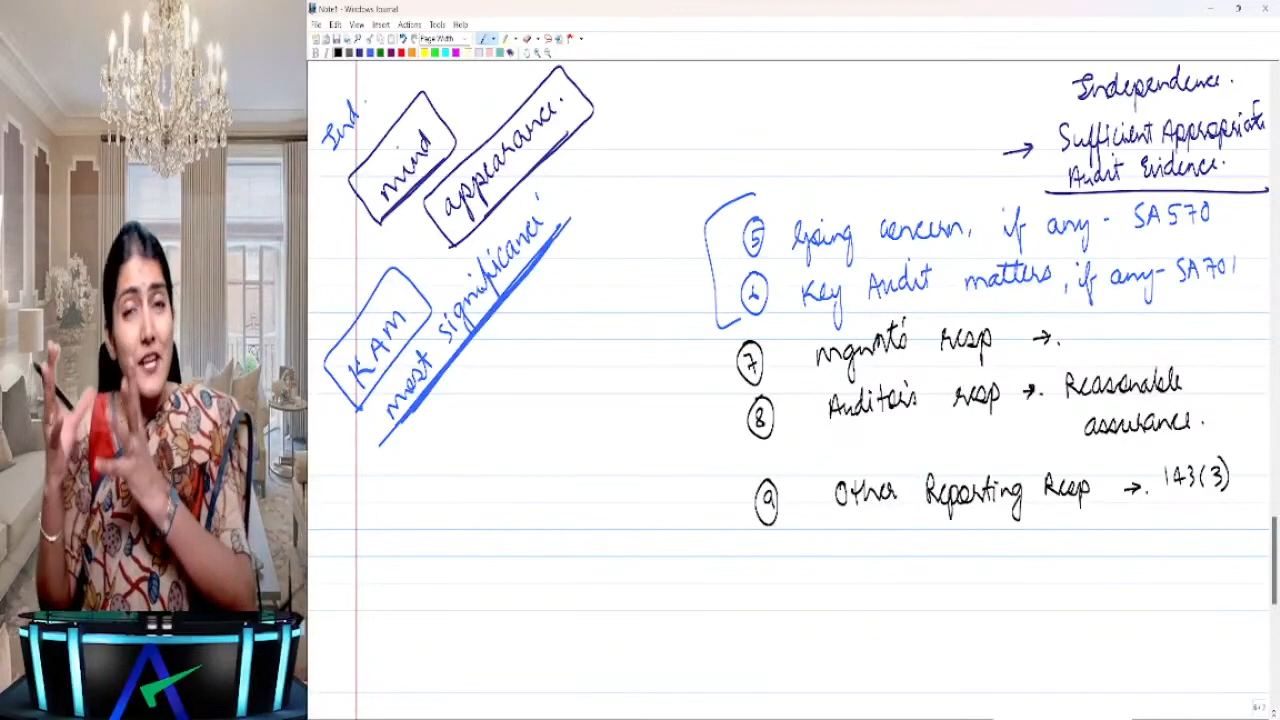 Note1 - Windows Journal
File Edit View Insert Actions Tools Help
Page Width
Ind.
mind
appearance.
KAM
most significance
Independence.
→ Sufficient Appropriate
Audit Evidence.
5 Going concern, if any - SA 570
6 Key Audit matters, if any - SA 701
7 mgmt's resp →.
8 Auditor's resp →. Reasonable
assurance.
9 Other Reporting Resp →. 143(3)